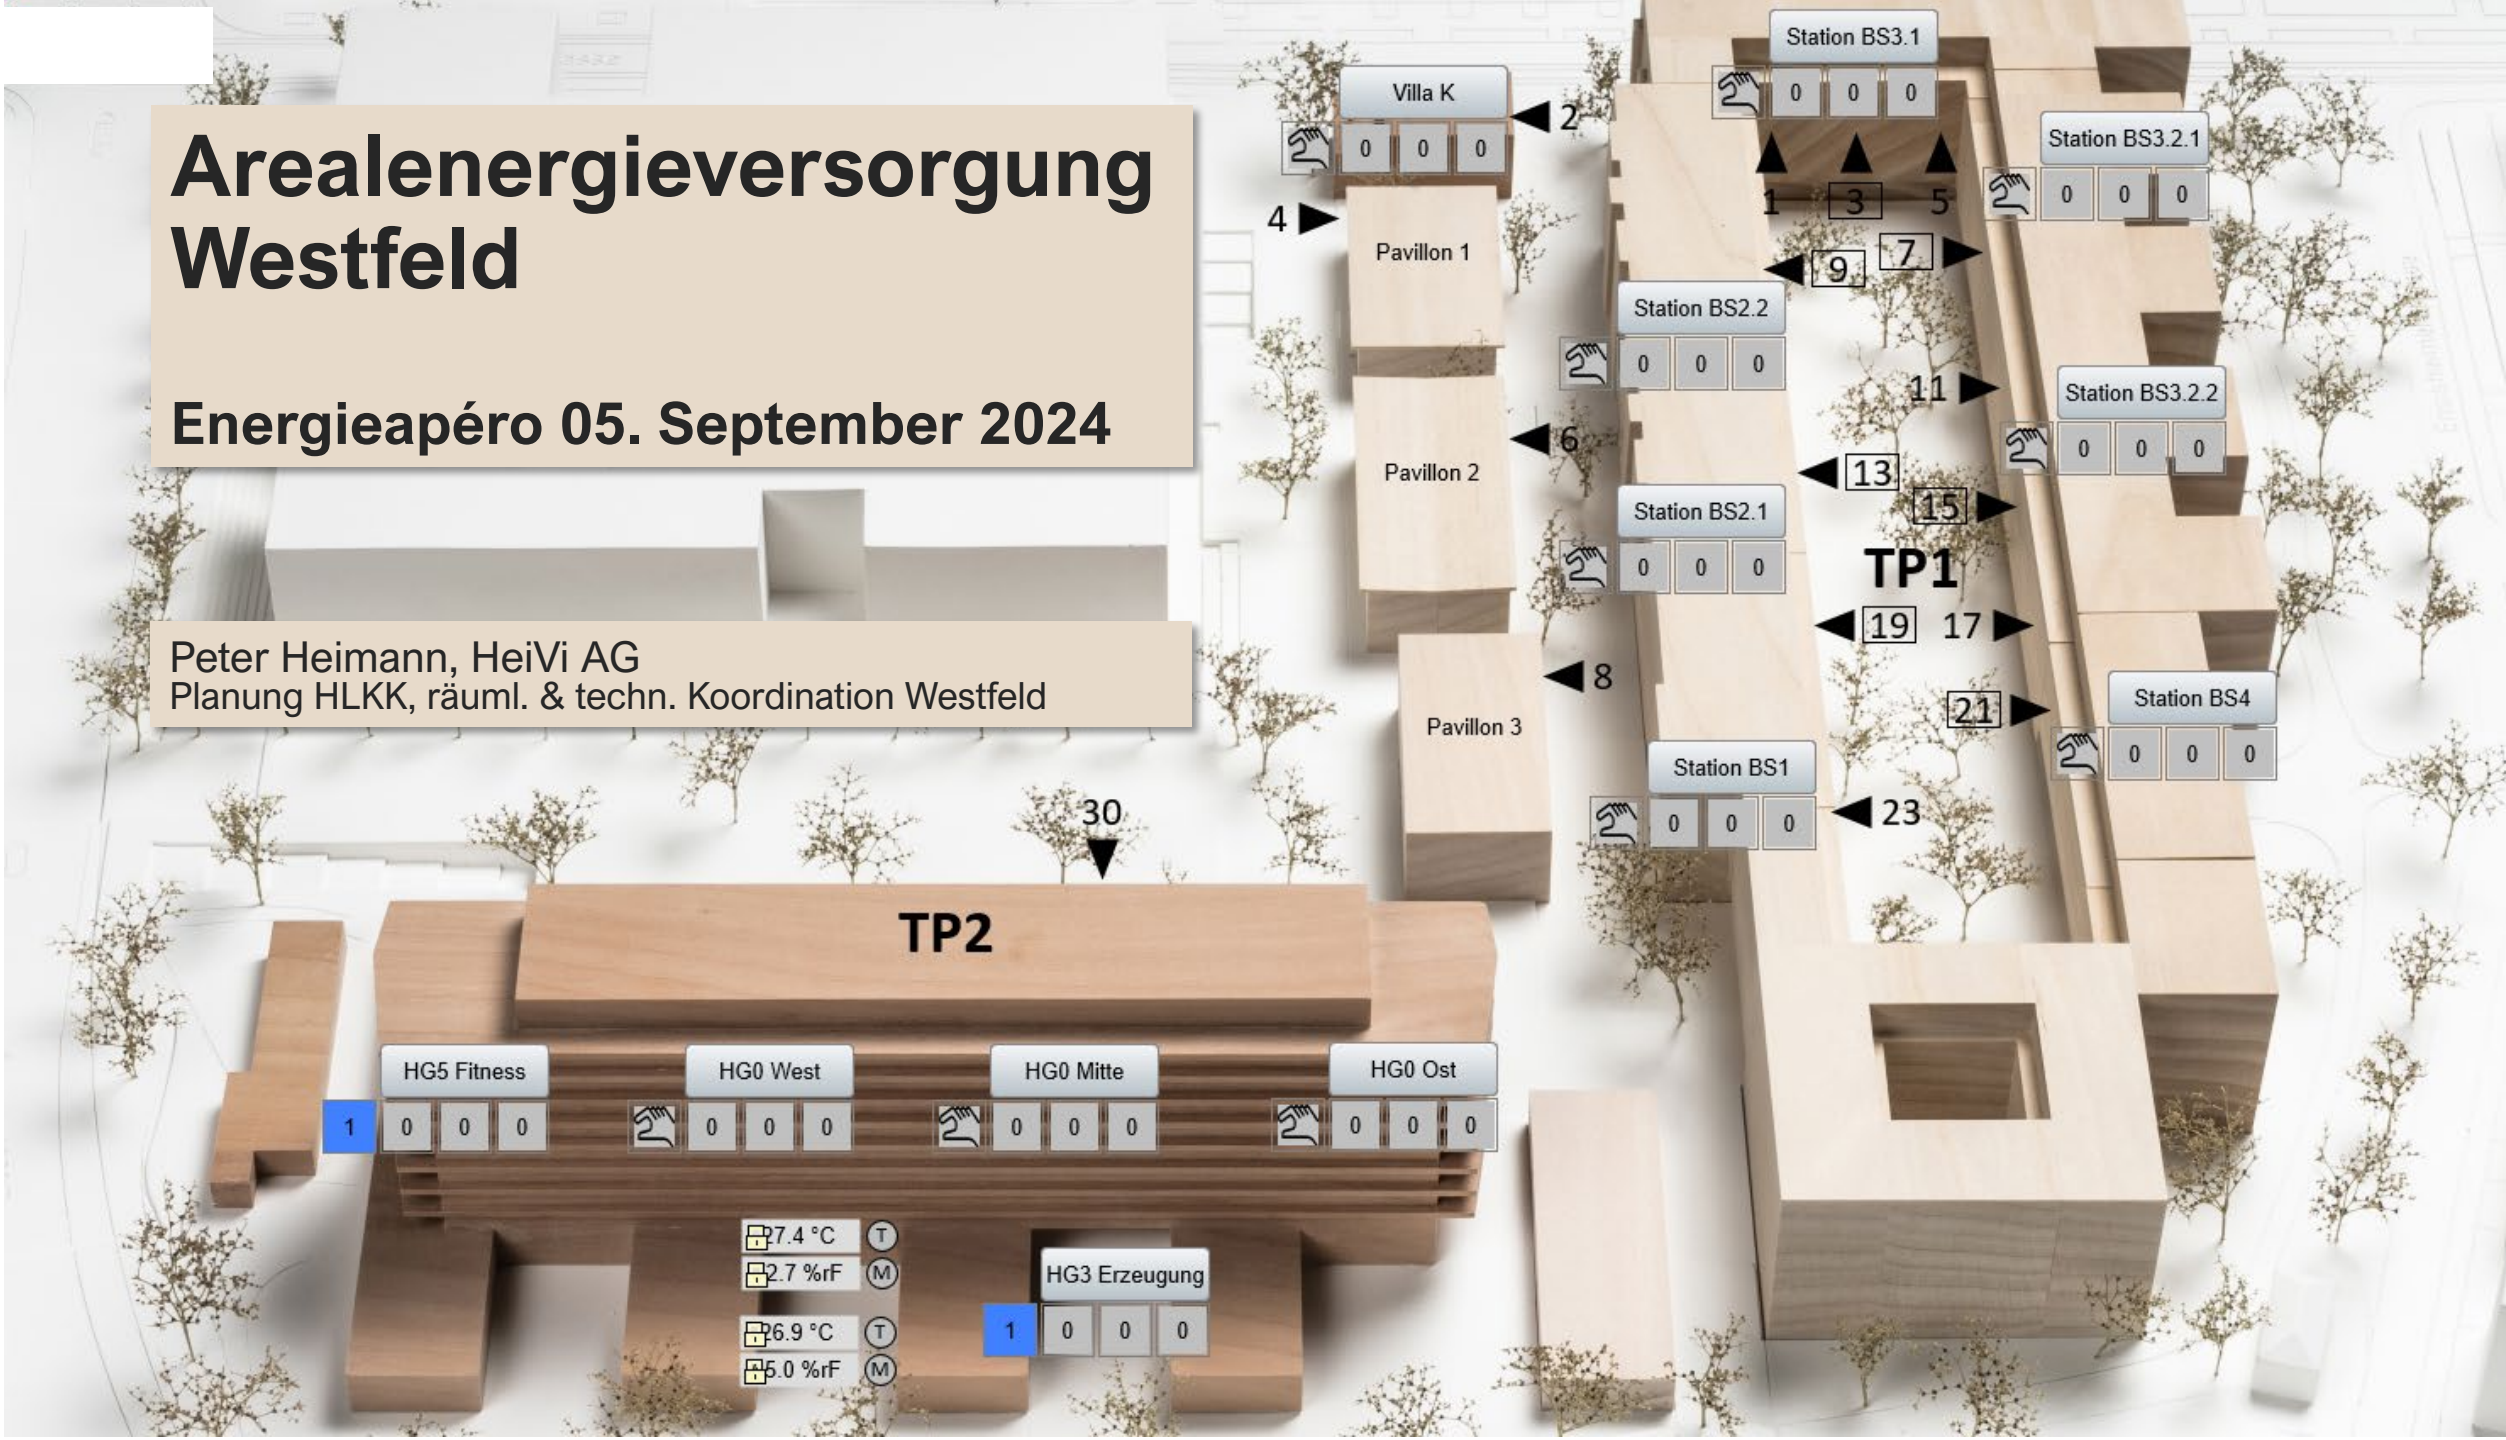 Arealenergieversorgung
Westfeld
Energieapéro 05. September 2024
Peter Heimann, HeiVi AG
Planung HLKK, räuml. & techn. Koordination Westfeld
Villa K
0 0 0
2
4
Pavillon 1
Pavillon 2
6
Pavillon 3
8
Station BS3.1
0 0 0
1 3 5
Station BS3.2.1
0 0 0
7
9
Station BS2.2
0 0 0
11
Station BS3.2.2
0 0 0
13
15
Station BS2.1
0 0 0
TP1
19 17
21
Station BS4
0 0 0
Station BS1
0 0 0
23
30
TP2
HG5 Fitness
1 0 0 0
HG0 West
0 0 0
HG0 Mitte
0 0 0
HG0 Ost
0 0 0
27.4 °C T
2.7 %rF M
26.9 °C T
5.0 %rF M
HG3 Erzeugung
1 0 0 0